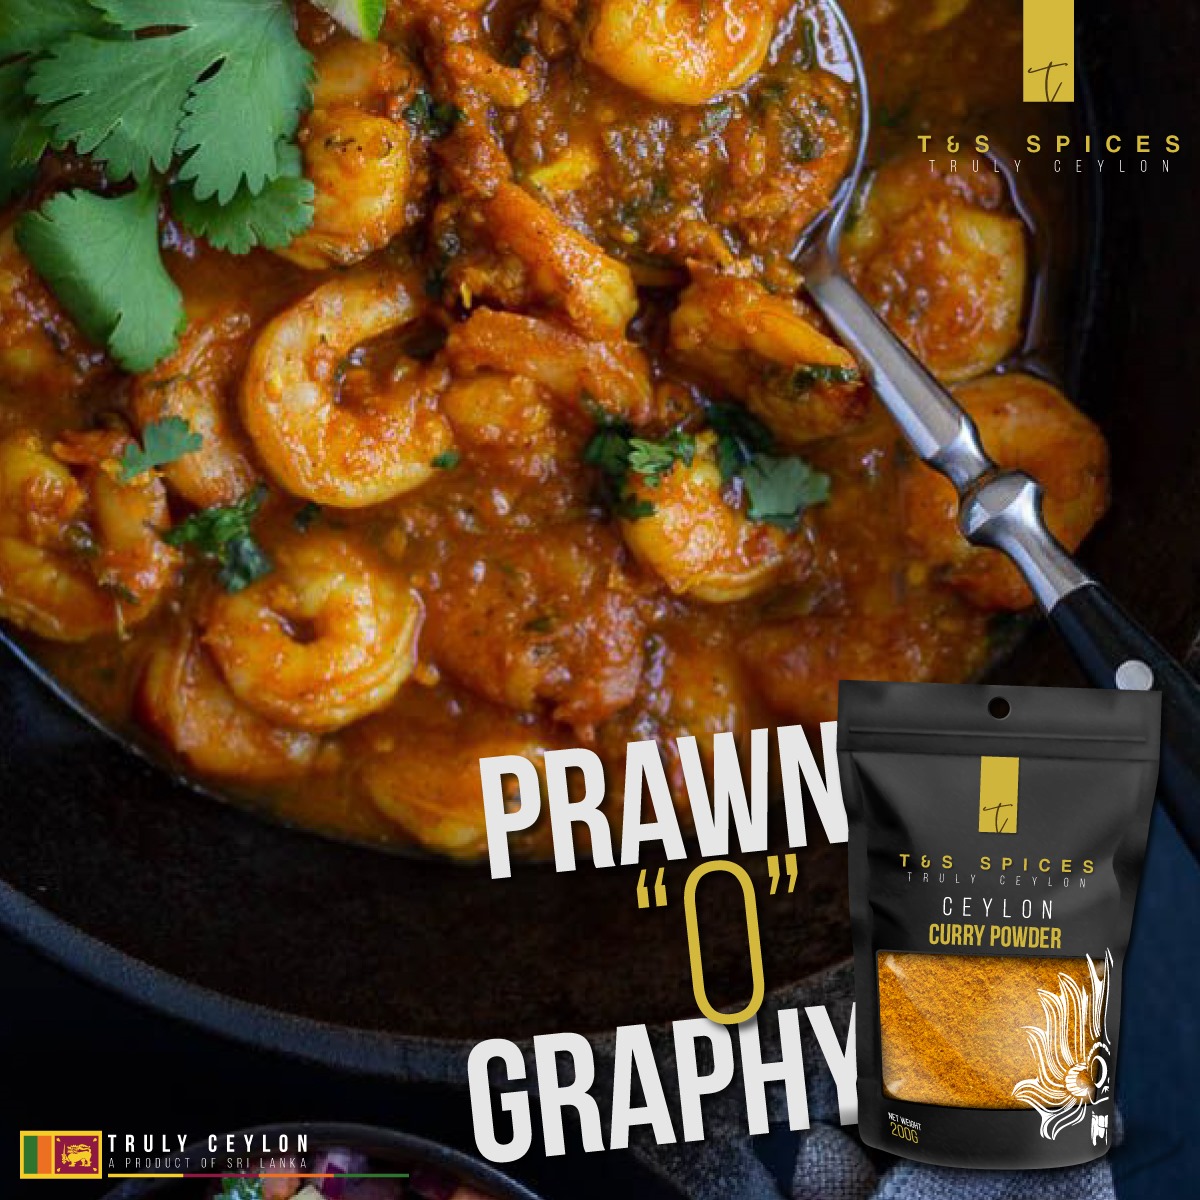 t
T&S SPICES
TRULY CEYLON
PRAWN
“O”
GRAPHY
t
T&S SPICES
TRULY CEYLON
CEYLON
CURRY POWDER
NET WEIGHT
200G
TRULY CEYLON
A PRODUCT OF SRI LANKA